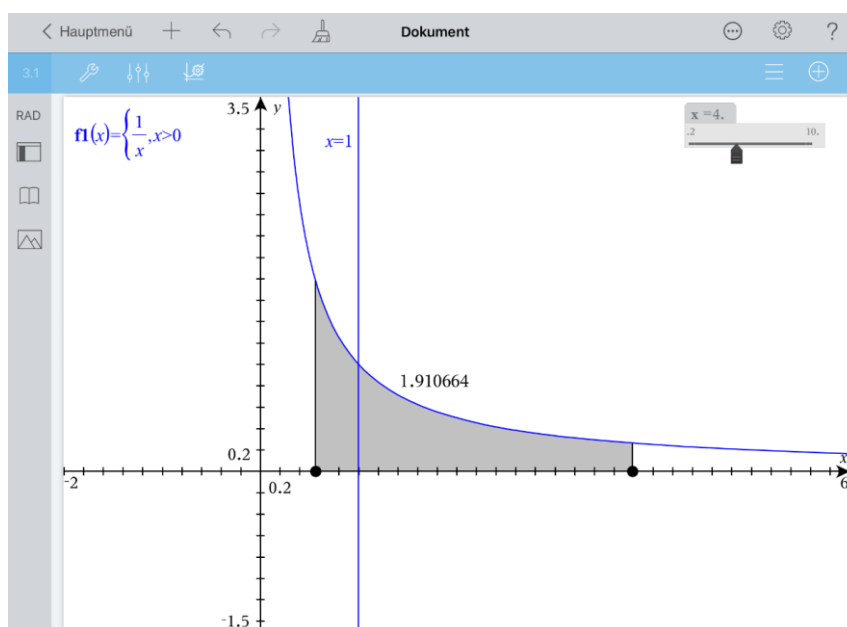 Hauptmenü
Dokument
?
3.1
RAD
f1(x)={1/x,x>0
3.5
y
x=1
x =4.
.2 10.
1.910664
0.2
x
-2
0.2
6
-1.5